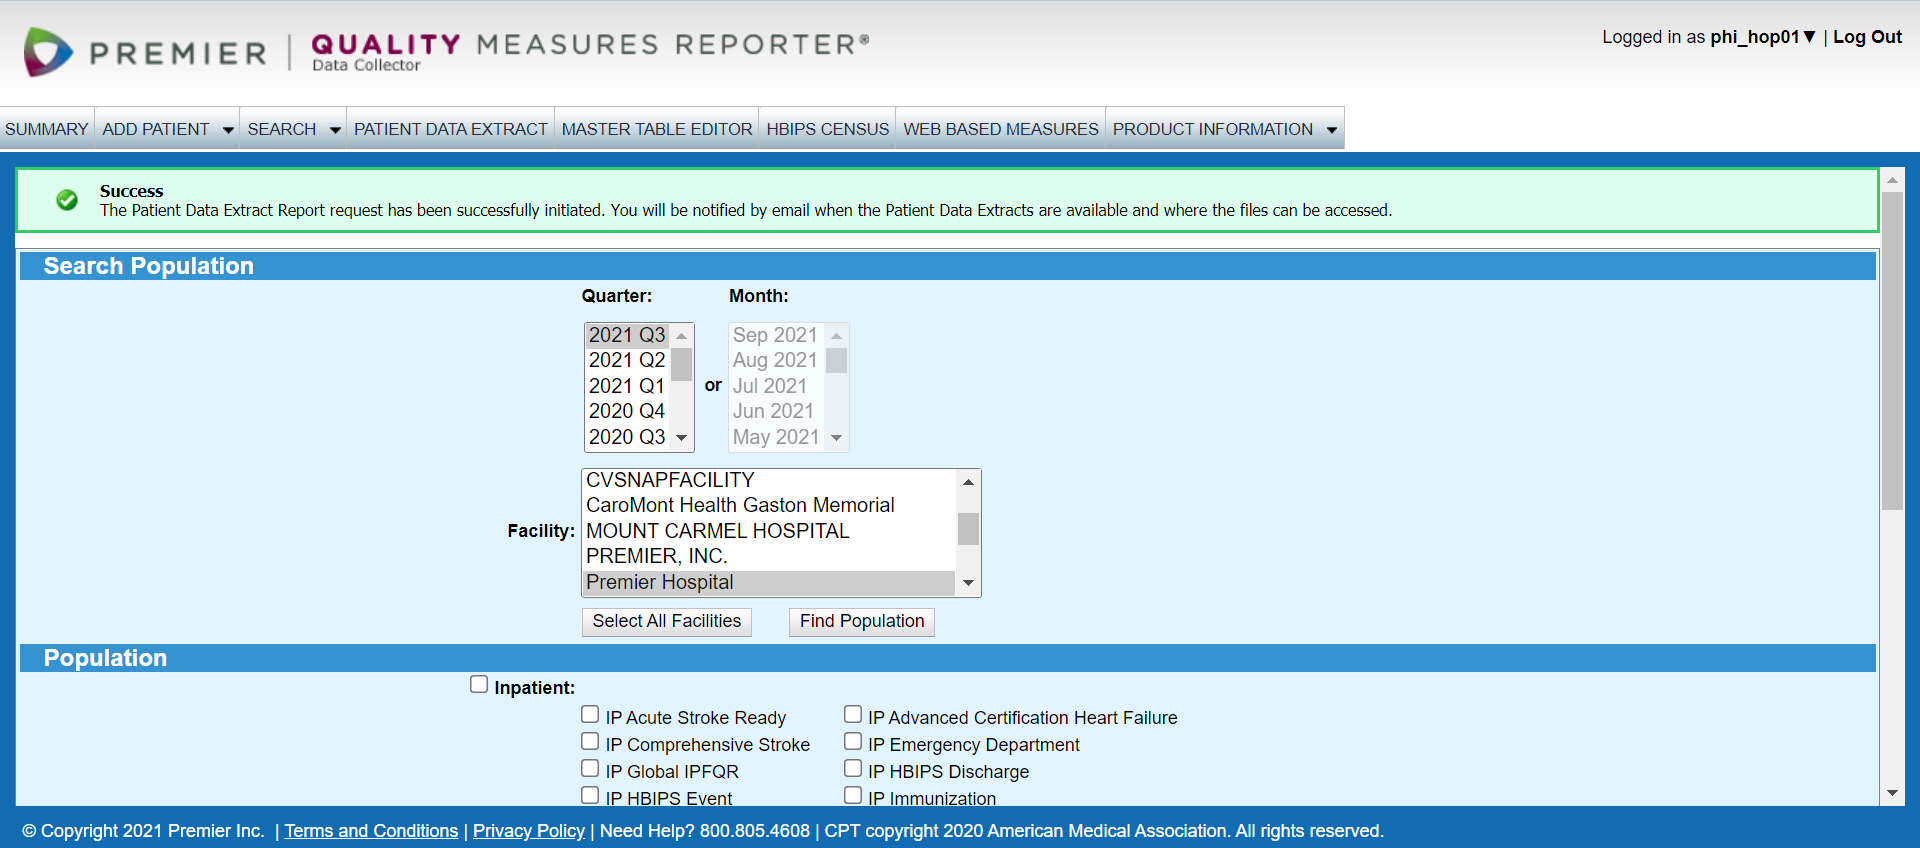 PREMIER | QUALITY MEASURES REPORTER®
Data Collector
Logged in as phi_hop01▼ | Log Out
SUMMARY ADD PATIENT SEARCH PATIENT DATA EXTRACT MASTER TABLE EDITOR HBIPS CENSUS WEB BASED MEASURES PRODUCT INFORMATION
Success
The Patient Data Extract Report request has been successfully initiated. You will be notified by email when the Patient Data Extracts are available and where the files can be accessed.
Search Population
Quarter: Month:
2021 Q3 Sep 2021
2021 Q2 Aug 2021
2021 Q1 or Jul 2021
2020 Q4 Jun 2021
2020 Q3 May 2021
CVSNAPFACILITY
CaroMont Health Gaston Memorial
Facility: MOUNT CARMEL HOSPITAL
PREMIER, INC.
Premier Hospital
Select All Facilities Find Population
Population
Inpatient:
IP Acute Stroke Ready IP Advanced Certification Heart Failure
IP Comprehensive Stroke IP Emergency Department
IP Global IPFQR IP HBIPS Discharge
IP HBIPS Event IP Immunization
© Copyright 2021 Premier Inc. | Terms and Conditions | Privacy Policy | Need Help? 800.805.4608 | CPT copyright 2020 American Medical Association. All rights reserved.